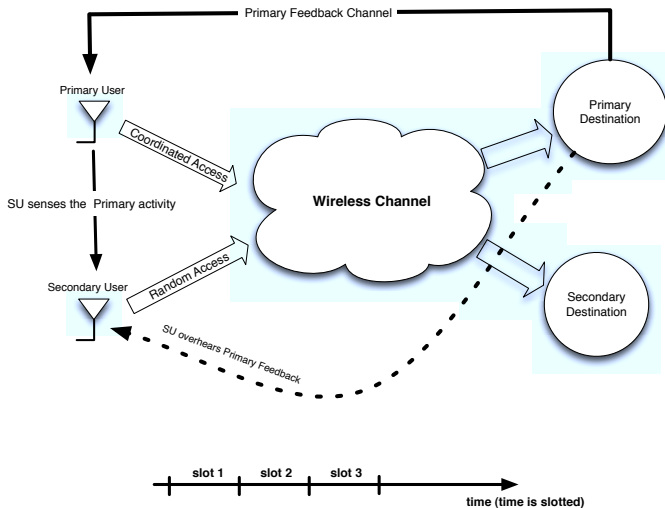 Primary Feedback Channel
Primary User
Primary
Destination
Coordinated Access
Wireless Channel
SU senses the Primary activity
Random Access
Secondary User
Secondary
Destination
SU overhears Primary Feedback
slot 1 slot 2 slot 3
time (time is slotted)